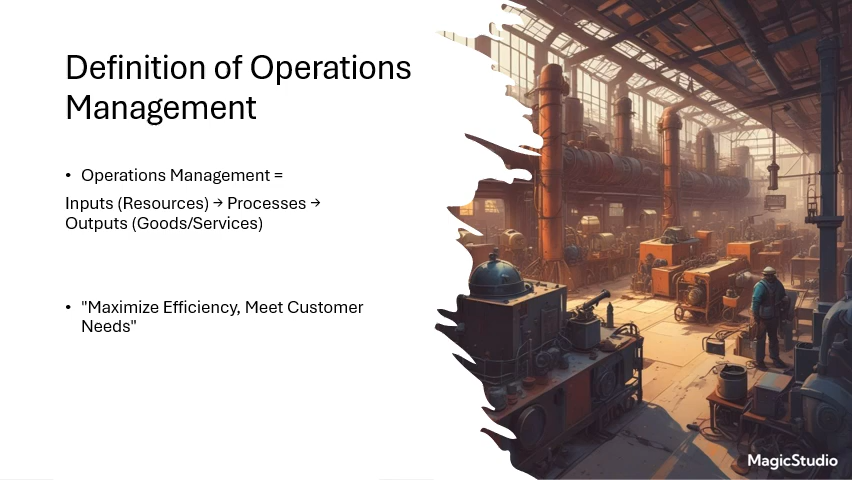 Definition of Operations
Management
• Operations Management =
Inputs (Resources) → Processes →
Outputs (Goods/Services)
• "Maximize Efficiency, Meet Customer
Needs"
MagicStudio